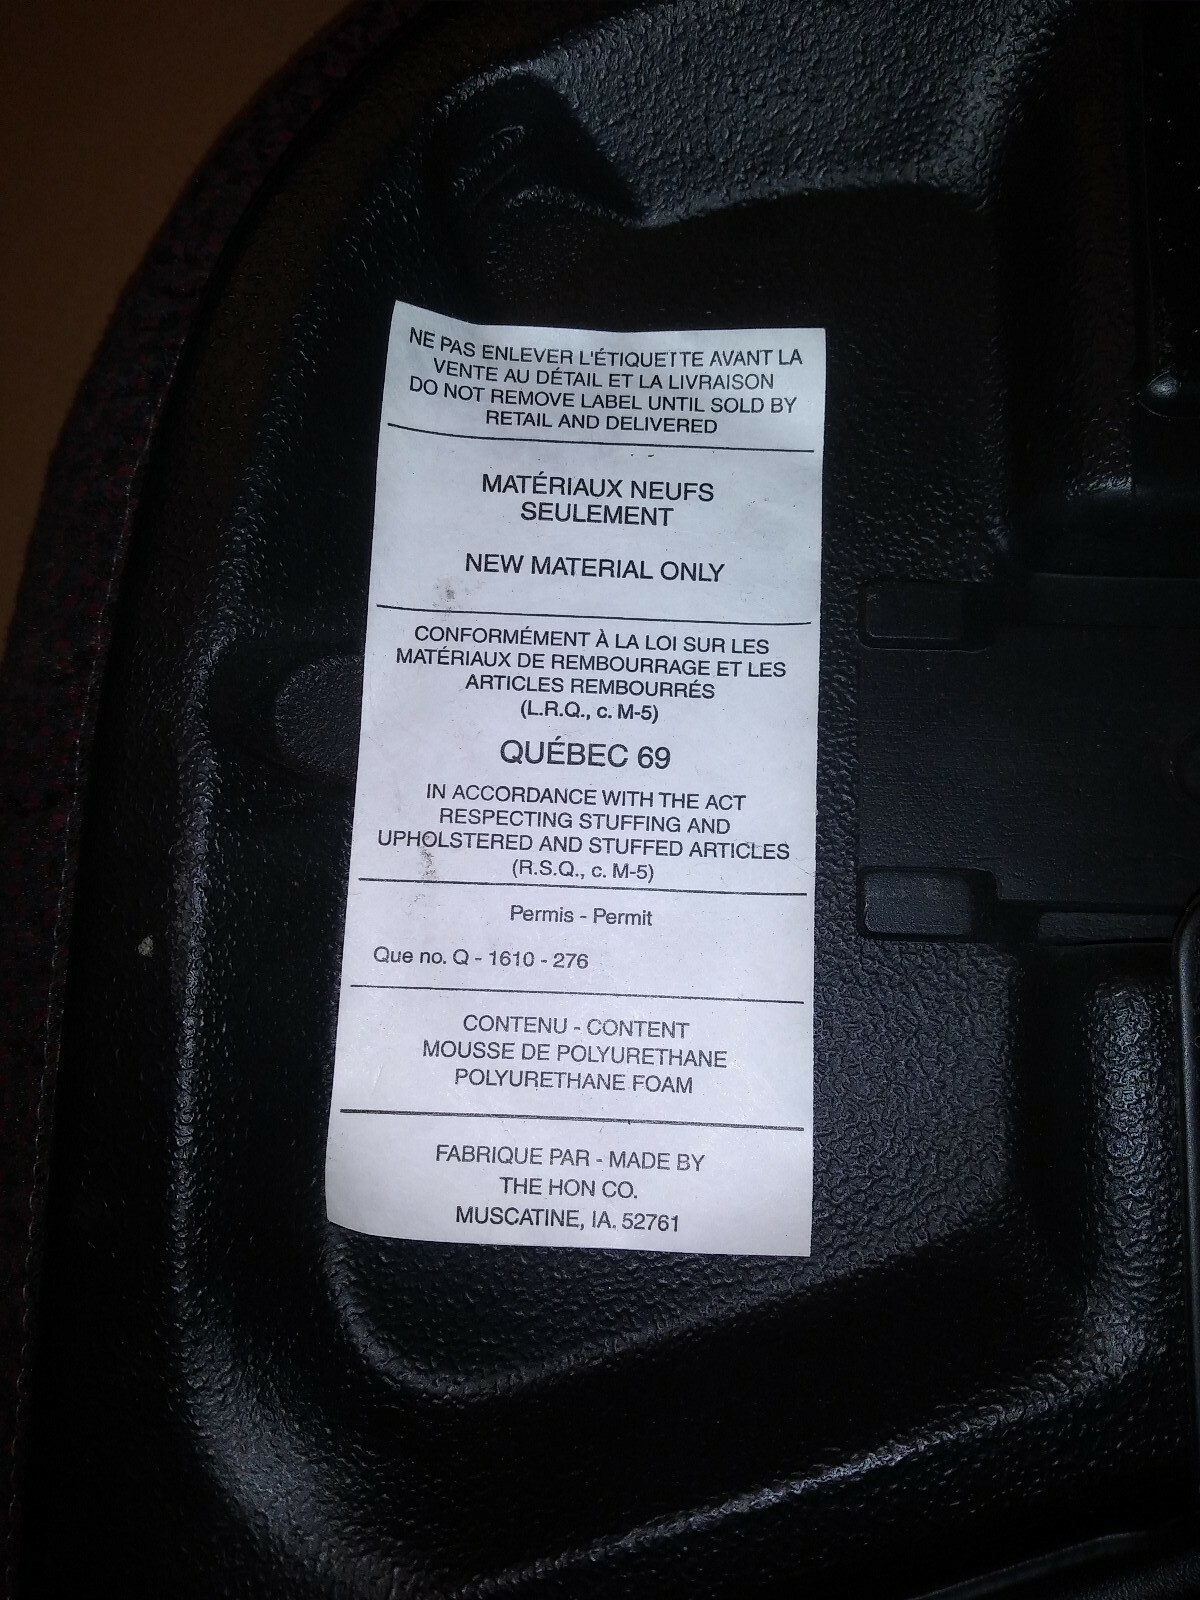 NE PAS ENLEVER L'ÉTIQUETTE AVANT LA
VENTE AU DÉTAIL ET LA LIVRAISON
DO NOT REMOVE LABEL UNTIL SOLD BY
RETAIL AND DELIVERED
MATÉRIAUX NEUFS
SEULEMENT
NEW MATERIAL ONLY
CONFORMÉMENT À LA LOI SUR LES
MATÉRIAUX DE REMBOURRAGE ET LES
ARTICLES REMBOURRÉS
(L.R.Q., c. M-5)
QUÉBEC 69
IN ACCORDANCE WITH THE ACT
RESPECTING STUFFING AND
UPHOLSTERED AND STUFFED ARTICLES
(R.S.Q., c. M-5)
Permis - Permit
Que no. Q - 1610 - 276
CONTENU - CONTENT
MOUSSE DE POLYURETHANE
POLYURETHANE FOAM
FABRIQUE PAR - MADE BY
THE HON CO.
MUSCATINE, IA. 52761